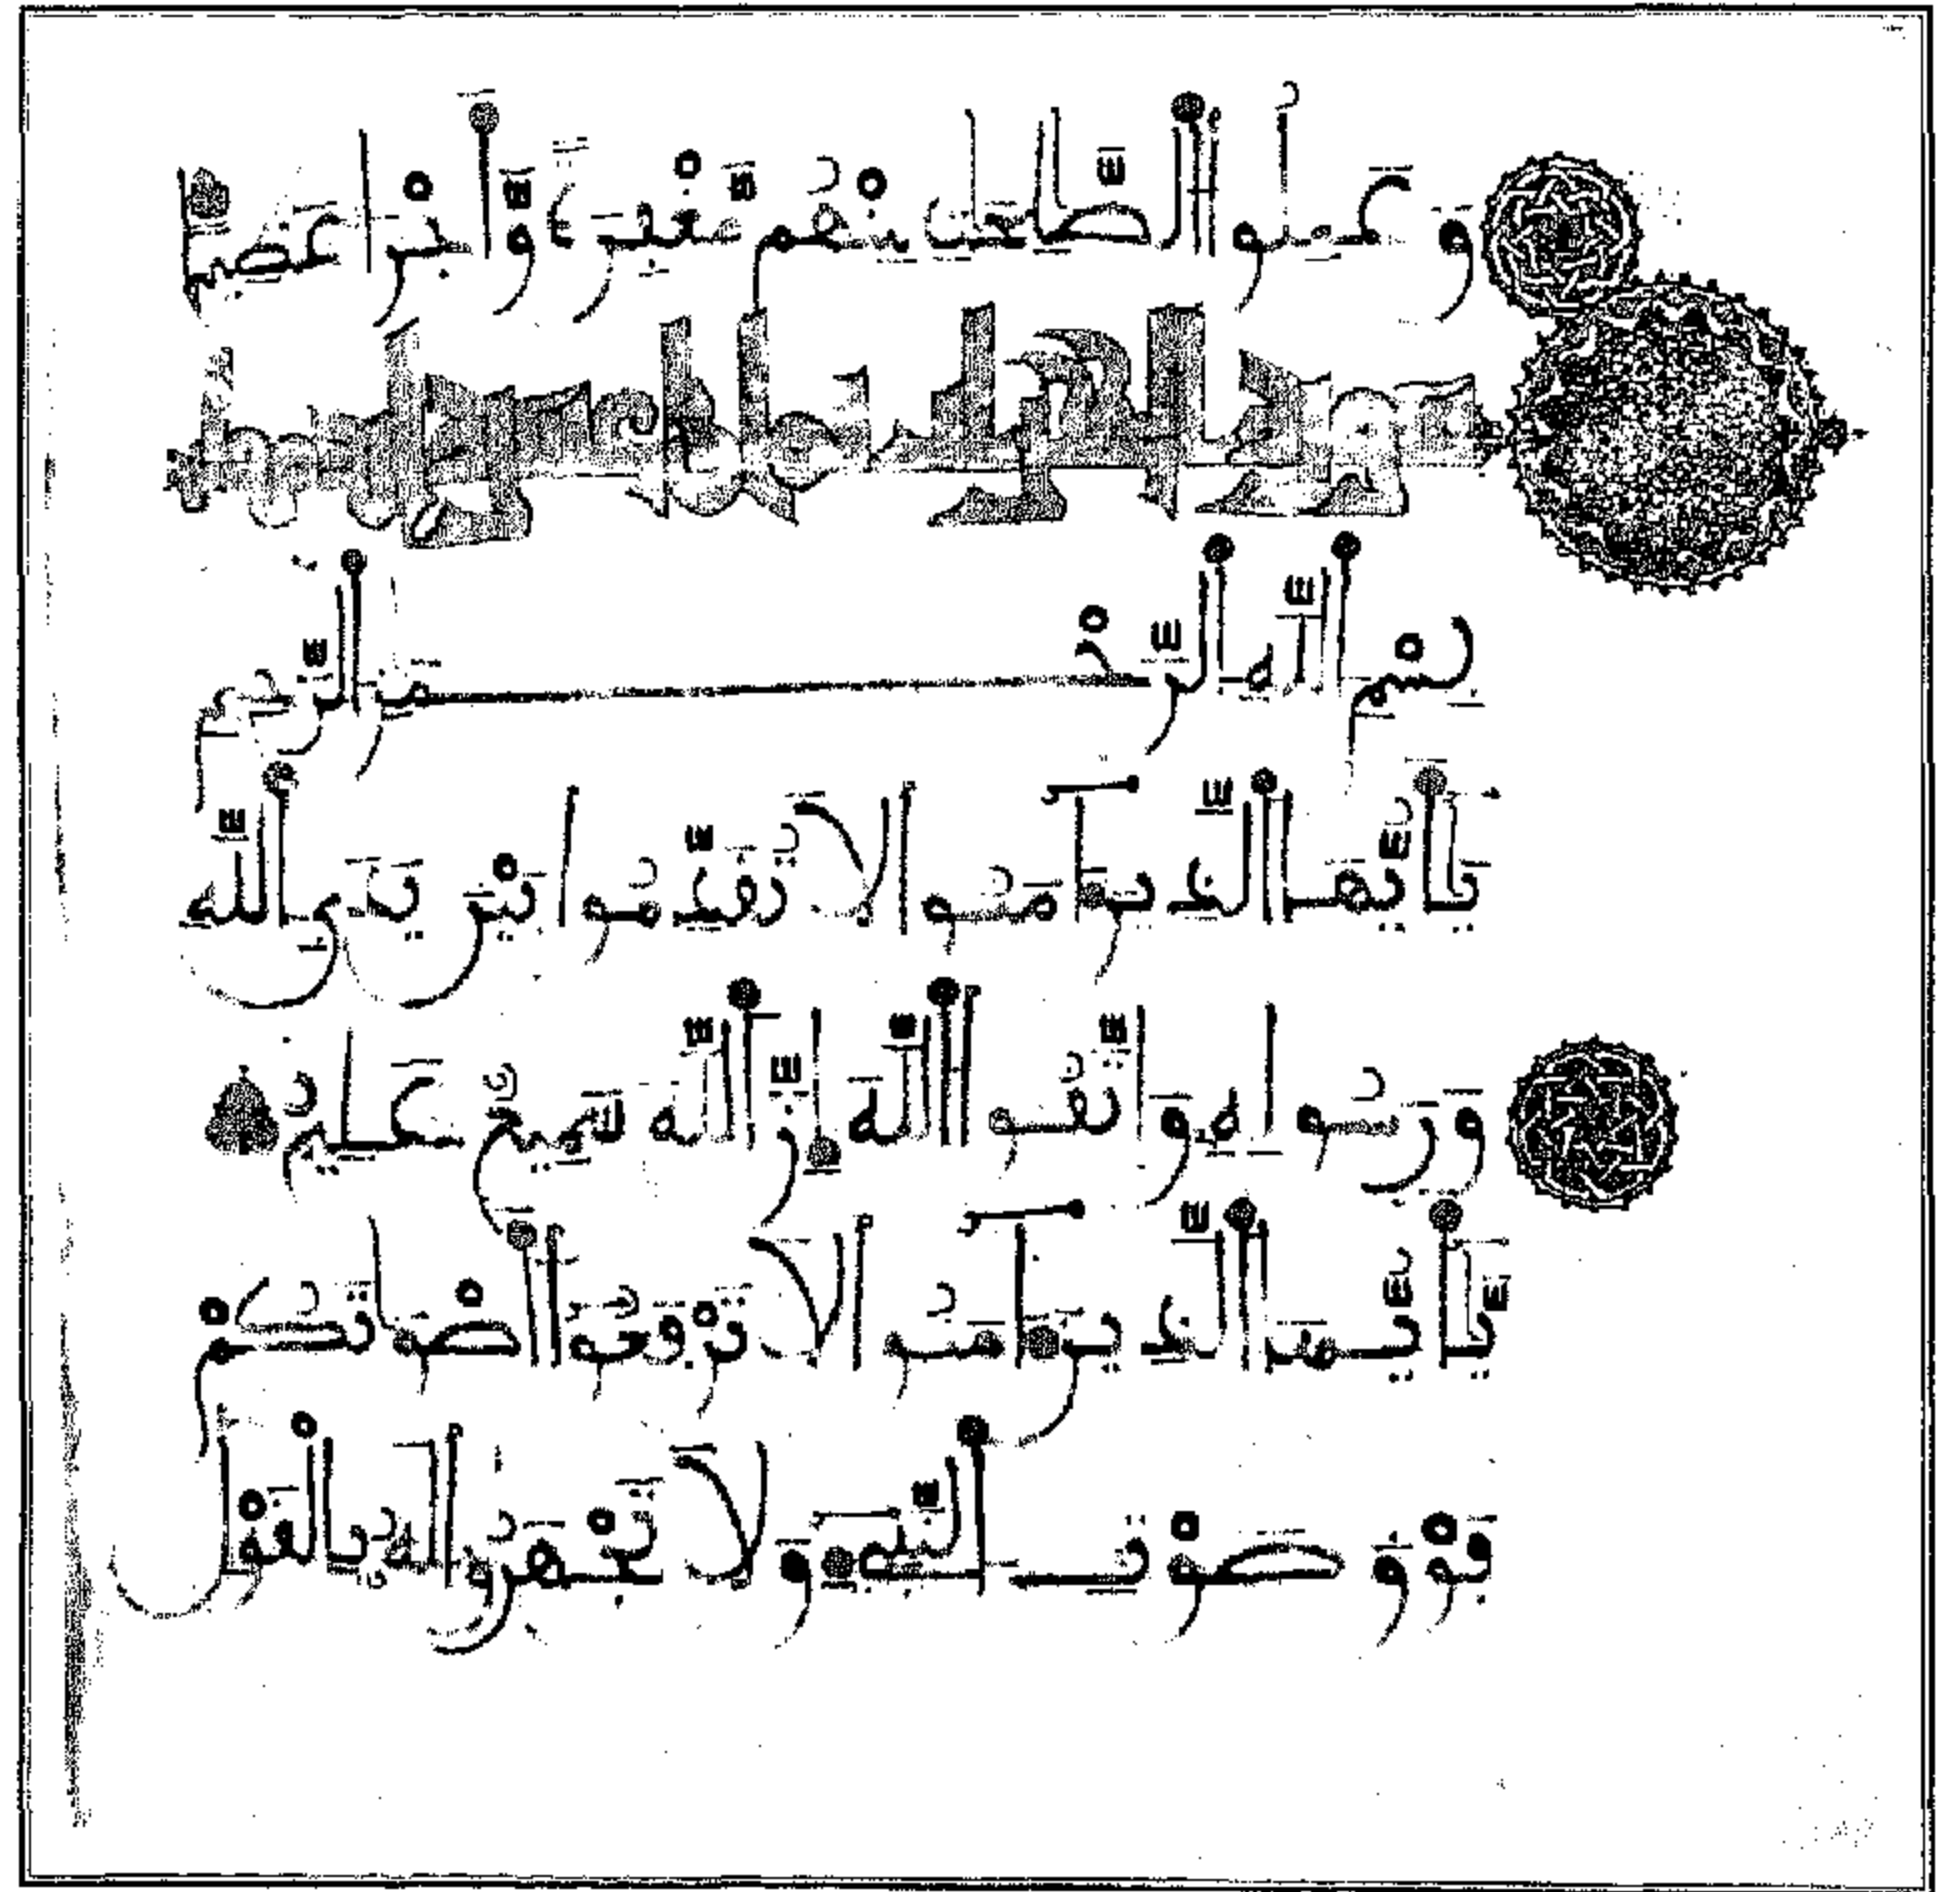 وعملوا الصلحت منهم مغفرة وأجرا عظيما
سورة الحجرات
بسم الله الرحمن الرحيم
يأيها الذين ءامنوا لا تقدموا بين يدي الله
ورسوله واتقوا الله إن الله سميع عليم
يأيها الذين ءامنوا لا ترفعوا أصواتكم
فوق صوت النبيء ولا تجهروا له بالقول